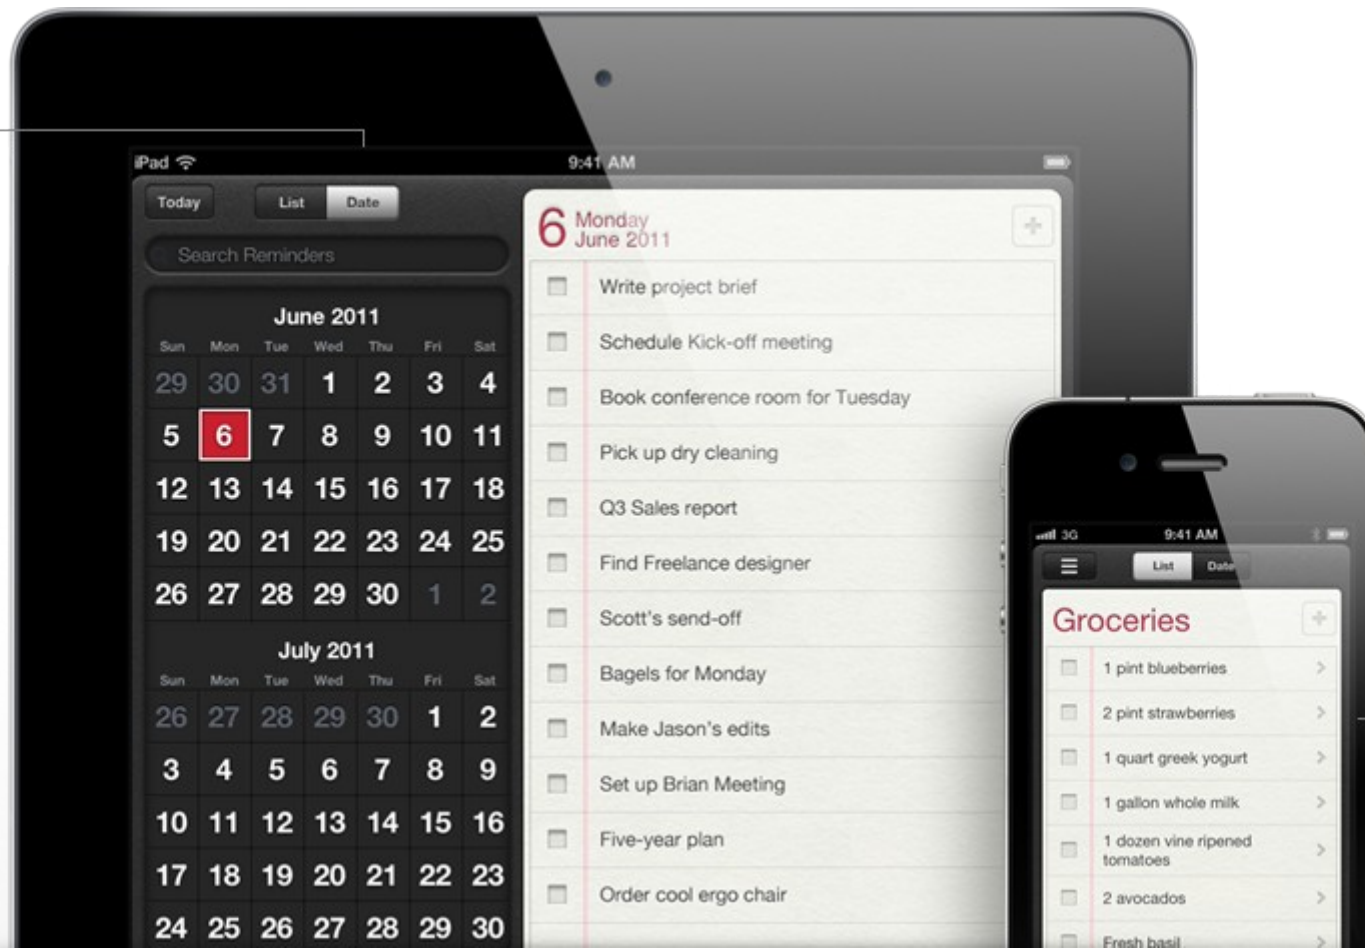 iPad
9:41 AM
Today
List
Date
Search Reminders
June 2011
Sun Mon Tue Wed Thu Fri Sat
29 30 31 1 2 3 4
5 6 7 8 9 10 11
12 13 14 15 16 17 18
19 20 21 22 23 24 25
26 27 28 29 30 1 2
July 2011
Sun Mon Tue Wed Thu Fri Sat
26 27 28 29 30 1 2
3 4 5 6 7 8 9
10 11 12 13 14 15 16
17 18 19 20 21 22 23
24 25 26 27 28 29 30
6 Monday
June 2011
Write project brief
Schedule Kick-off meeting
Book conference room for Tuesday
Pick up dry cleaning
Q3 Sales report
Find Freelance designer
Scott's send-off
Bagels for Monday
Make Jason's edits
Set up Brian Meeting
Five-year plan
Order cool ergo chair
3G
9:41 AM
List
Date
Groceries
1 pint blueberries
2 pint strawberries
1 quart greek yogurt
1 gallon whole milk
1 dozen vine ripened
tomatoes
2 avocados
Fresh basil